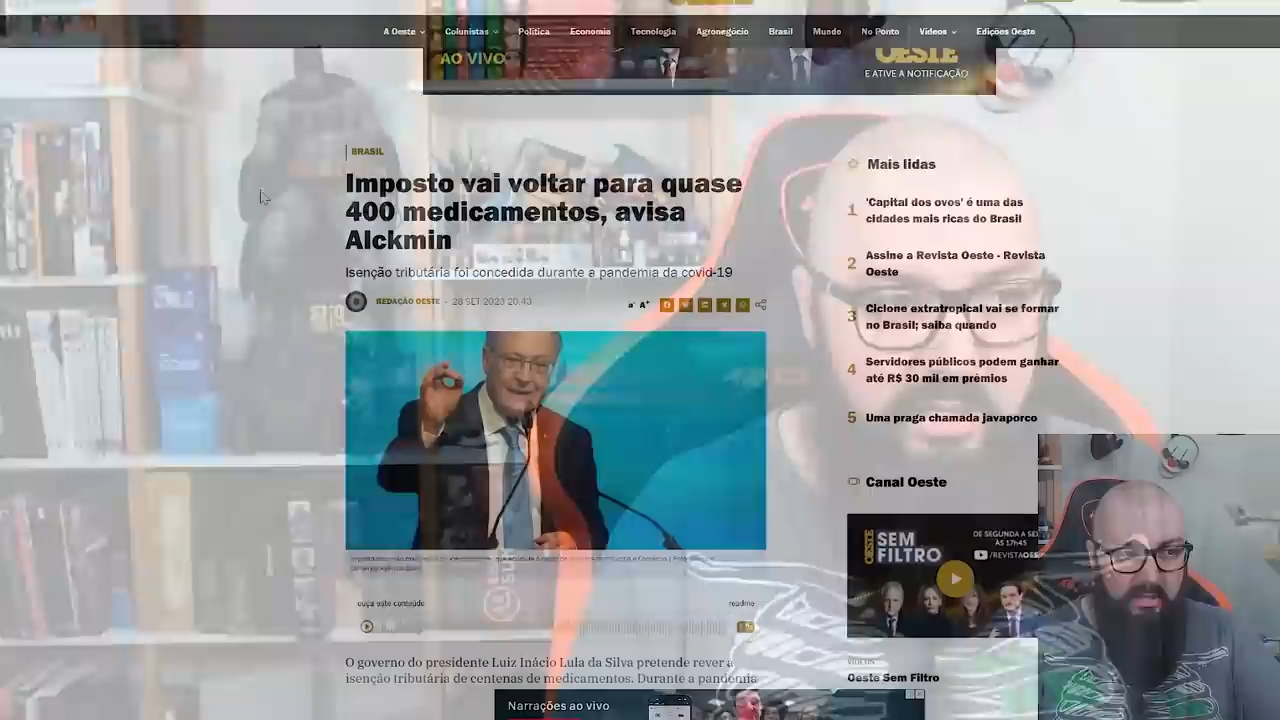 A Oeste
Colunistas
Política
Economia
Tecnologia
Agronegócio
Brasil
Mundo
No Ponto
Vídeos
Edições Oeste
AO VIVO
OESTE
E ATIVE A NOTIFICAÇÃO
BRASIL
Imposto vai voltar para quase
400 medicamentos, avisa
Alckmin
Isenção tributária foi concedida durante a pandemia da covid-19
REDAÇÃO OESTE - 28 SET 2023 20:43
a- A+
ouça este conteúdo
readme
O governo do presidente Luiz Inácio Lula da Silva pretende rever a
isenção tributária de centenas de medicamentos. Durante a pandemia
Narrações ao vivo
Mais lidas
1
'Capital dos ovos' é uma das
cidades mais ricas do Brasil
2
Assine a Revista Oeste - Revista
Oeste
3
Ciclone extratropical vai se formar
no Brasil; saiba quando
4
Servidores públicos podem ganhar
até R$ 30 mil em prêmios
5
Uma praga chamada javaporco
Canal Oeste
OESTE
SEM
FILTRO
DE SEGUNDA A SE
ÀS 17h45
/REVISTAOES
VÍDEOS
Oeste Sem Filtro